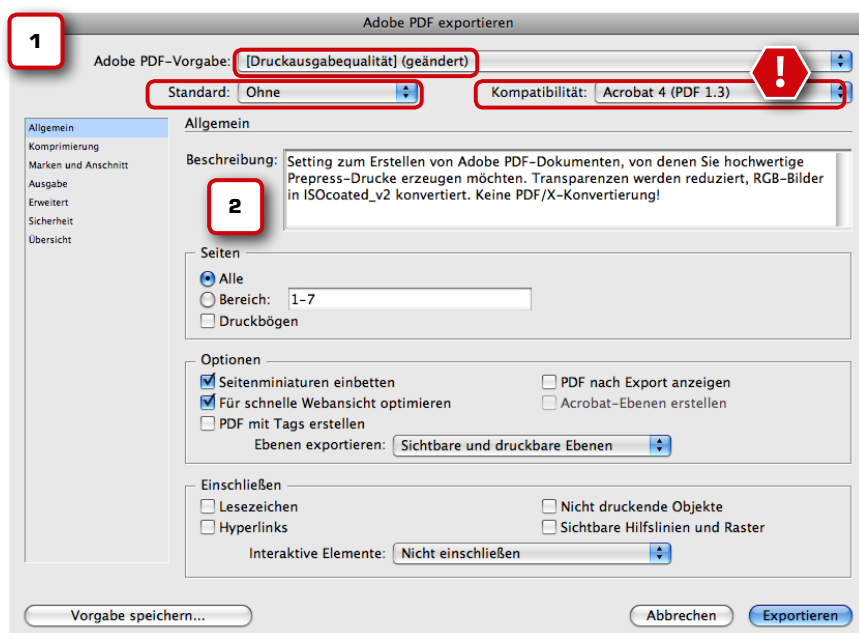 Adobe PDF exportieren
1
Adobe PDF-Vorgabe: [Druckausgabequalität] (geändert)
!
Standard: Ohne Kompatibilität: Acrobat 4 (PDF 1.3)
Allgemein
Komprimierung
Marken und Anschnitt
Ausgabe
Erweitert
Sicherheit
Übersicht
Allgemein
Beschreibung: Setting zum Erstellen von Adobe PDF-Dokumenten, von denen Sie hochwertige
Prepress-Drucke erzeugen möchten. Transparenzen werden reduziert, RGB-Bilder
in ISOcoated_v2 konvertiert. Keine PDF/X-Konvertierung!
2
Seiten
Alle
Bereich: 1-7
Druckbögen
Optionen
Seitenminiaturen einbetten PDF nach Export anzeigen
Für schnelle Webansicht optimieren Acrobat-Ebenen erstellen
PDF mit Tags erstellen
Ebenen exportieren: Sichtbare und druckbare Ebenen
Einschließen
Lesezeichen Nicht druckende Objekte
Hyperlinks Sichtbare Hilfslinien und Raster
Interaktive Elemente: Nicht einschließen
Vorgabe speichern... Abbrechen Exportieren